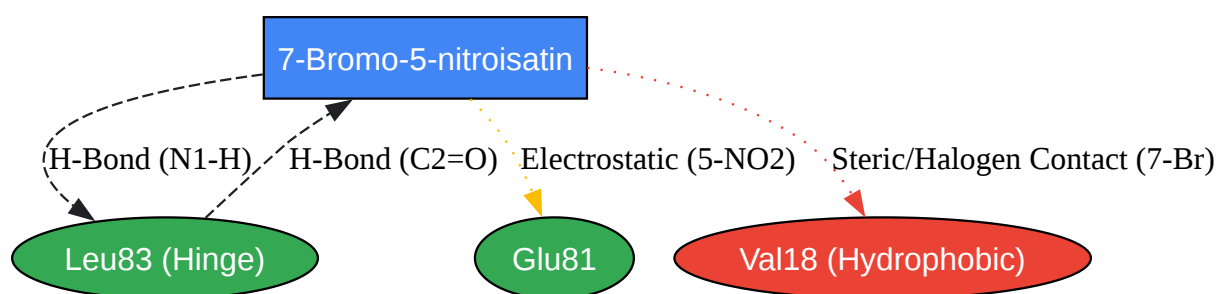 7-Bromo-5-nitroisatin
H-Bond (N1-H)
H-Bond (C2=O)
Electrostatic (5-NO2)
Steric/Halogen Contact (7-Br)
Leu83 (Hinge)
Glu81
Val18 (Hydrophobic)